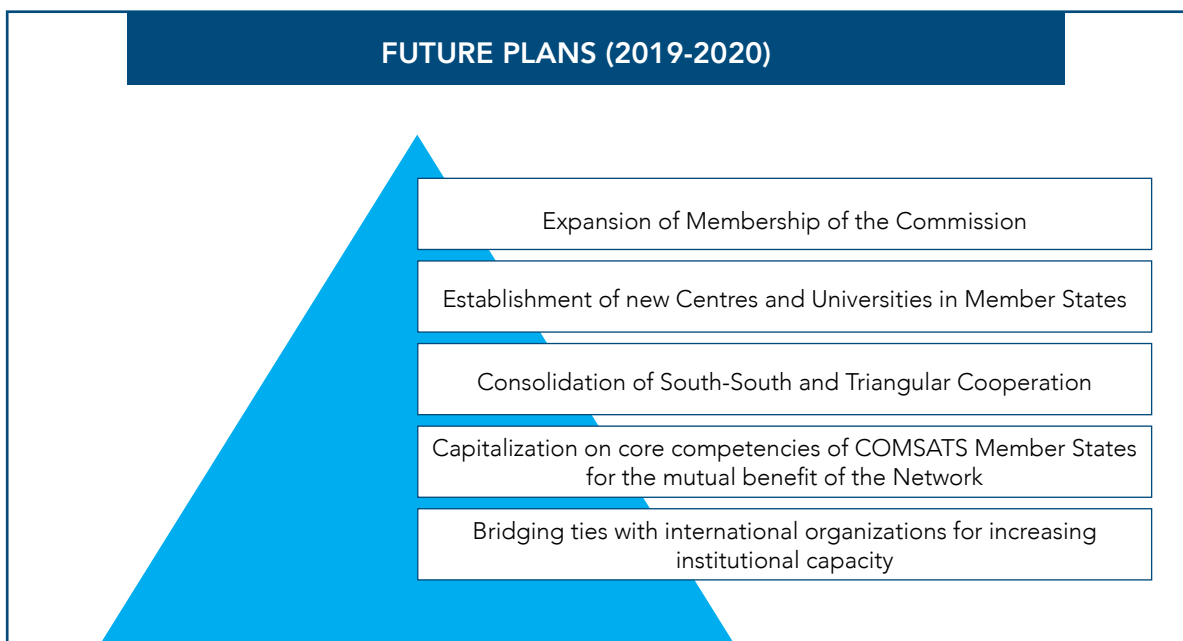 FUTURE PLANS (2019-2020)
Expansion of Membership of the Commission
Establishment of new Centres and Universities in Member States
Consolidation of South-South and Triangular Cooperation
Capitalization on core competencies of COMSATS Member States
for the mutual benefit of the Network
Bridging ties with international organizations for increasing
institutional capacity